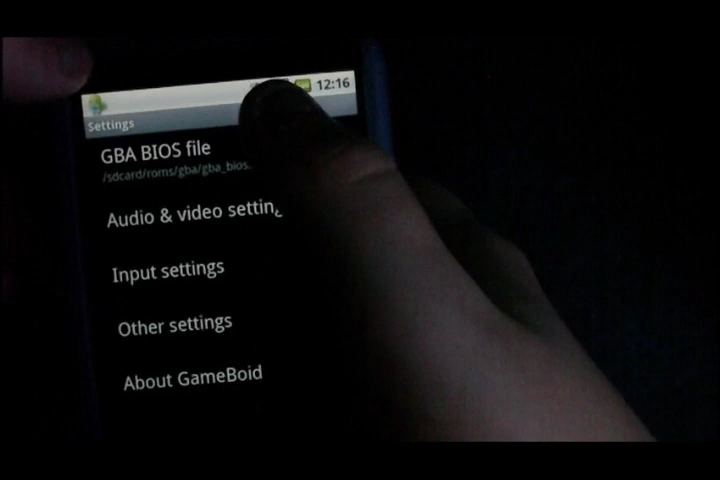 12:16
Settings
GBA BIOS file
/sdcard/roms/gba/gba_bios.
Audio & video settin
Input settings
Other settings
About GameBoid